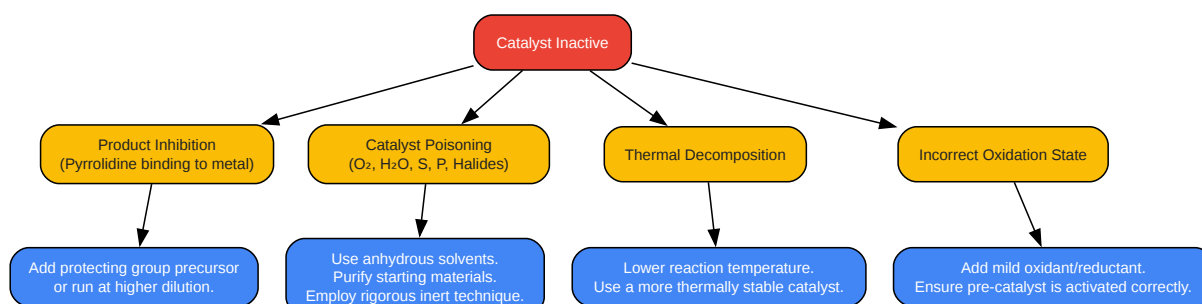 Catalyst Inactive
Product Inhibition
(Pyrrolidine binding to metal)
Catalyst Poisoning
(O₂, H₂O, S, P, Halides)
Thermal Decomposition
Incorrect Oxidation State
Add protecting group precursor
or run at higher dilution.
Use anhydrous solvents.
Purify starting materials.
Employ rigorous inert technique.
Lower reaction temperature.
Use a more thermally stable catalyst.
Add mild oxidant/reductant.
Ensure pre-catalyst is activated correctly.